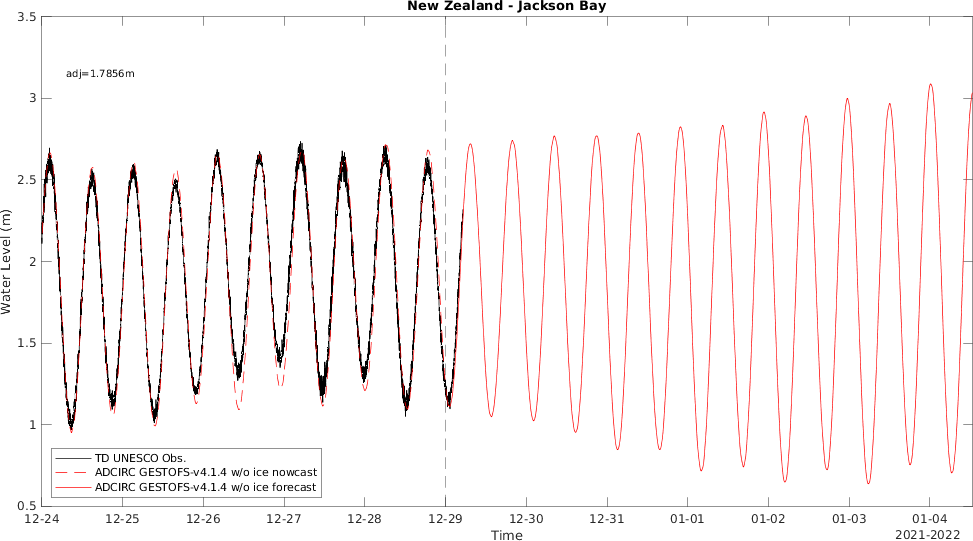 New Zealand - Jackson Bay
3.5
adj=1.7856m
3
2.5
Water Level (m)
2
1.5
1
TD UNESCO Obs.
ADCIRC GESTOFS-v4.1.4 w/o ice nowcast
ADCIRC GESTOFS-v4.1.4 w/o ice forecast
0.5
12-24 12-25 12-26 12-27 12-28 12-29 12-30 12-31 01-01 01-02 01-03 01-04
Time
2021-2022